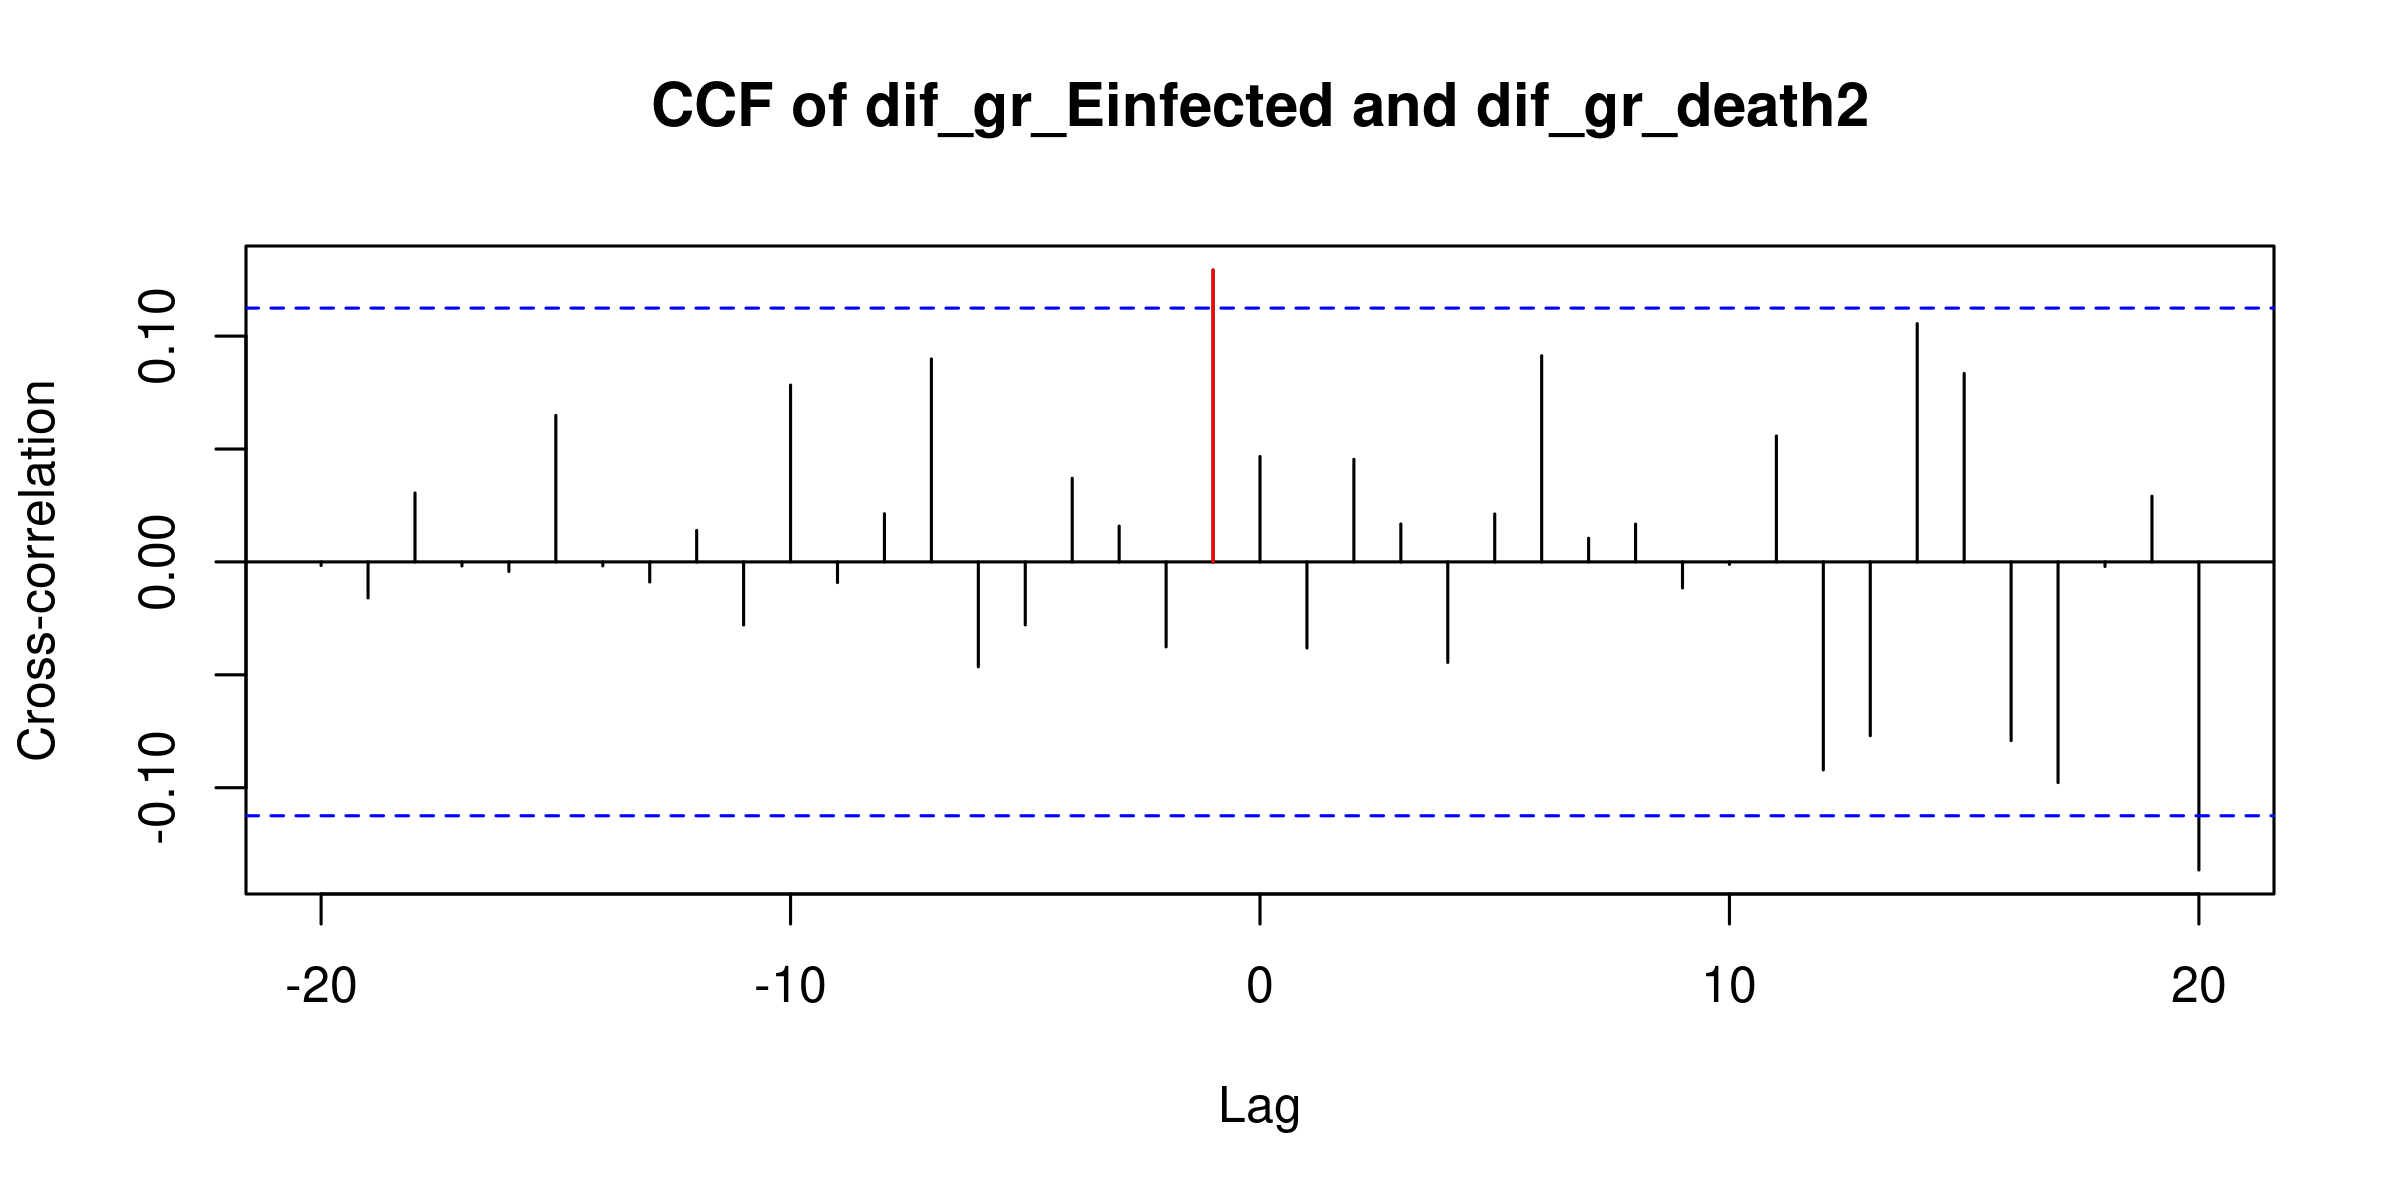 CCF of dif_gr_Einfected and dif_gr_death2
Cross-correlation
0.10
0.00
-0.10
-20 -10 0 10 20
Lag